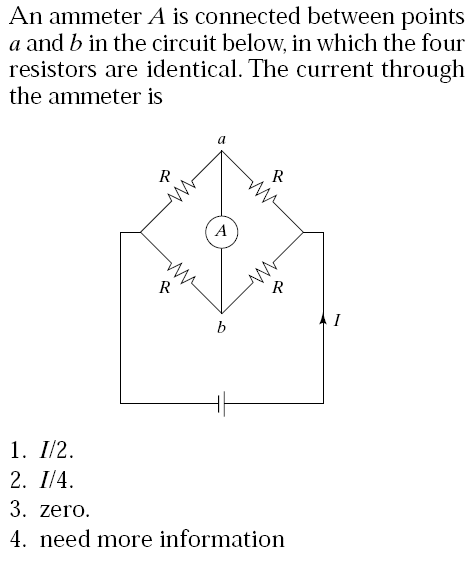 An ammeter A is connected between points
a and b in the circuit below, in which the four
resistors are identical. The current through
the ammeter is
a
R
R
A
R
R
b
I
1. I/2.
2. I/4.
3. zero.
4. need more information